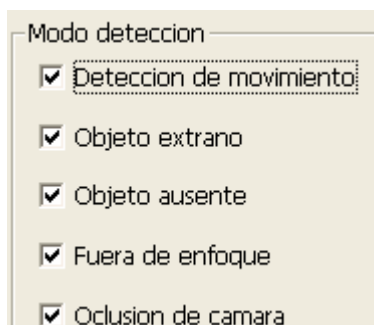 Modo deteccion
Deteccion de movimiento
Objeto extrano
Objeto ausente
Fuera de enfoque
Oclusion de camara